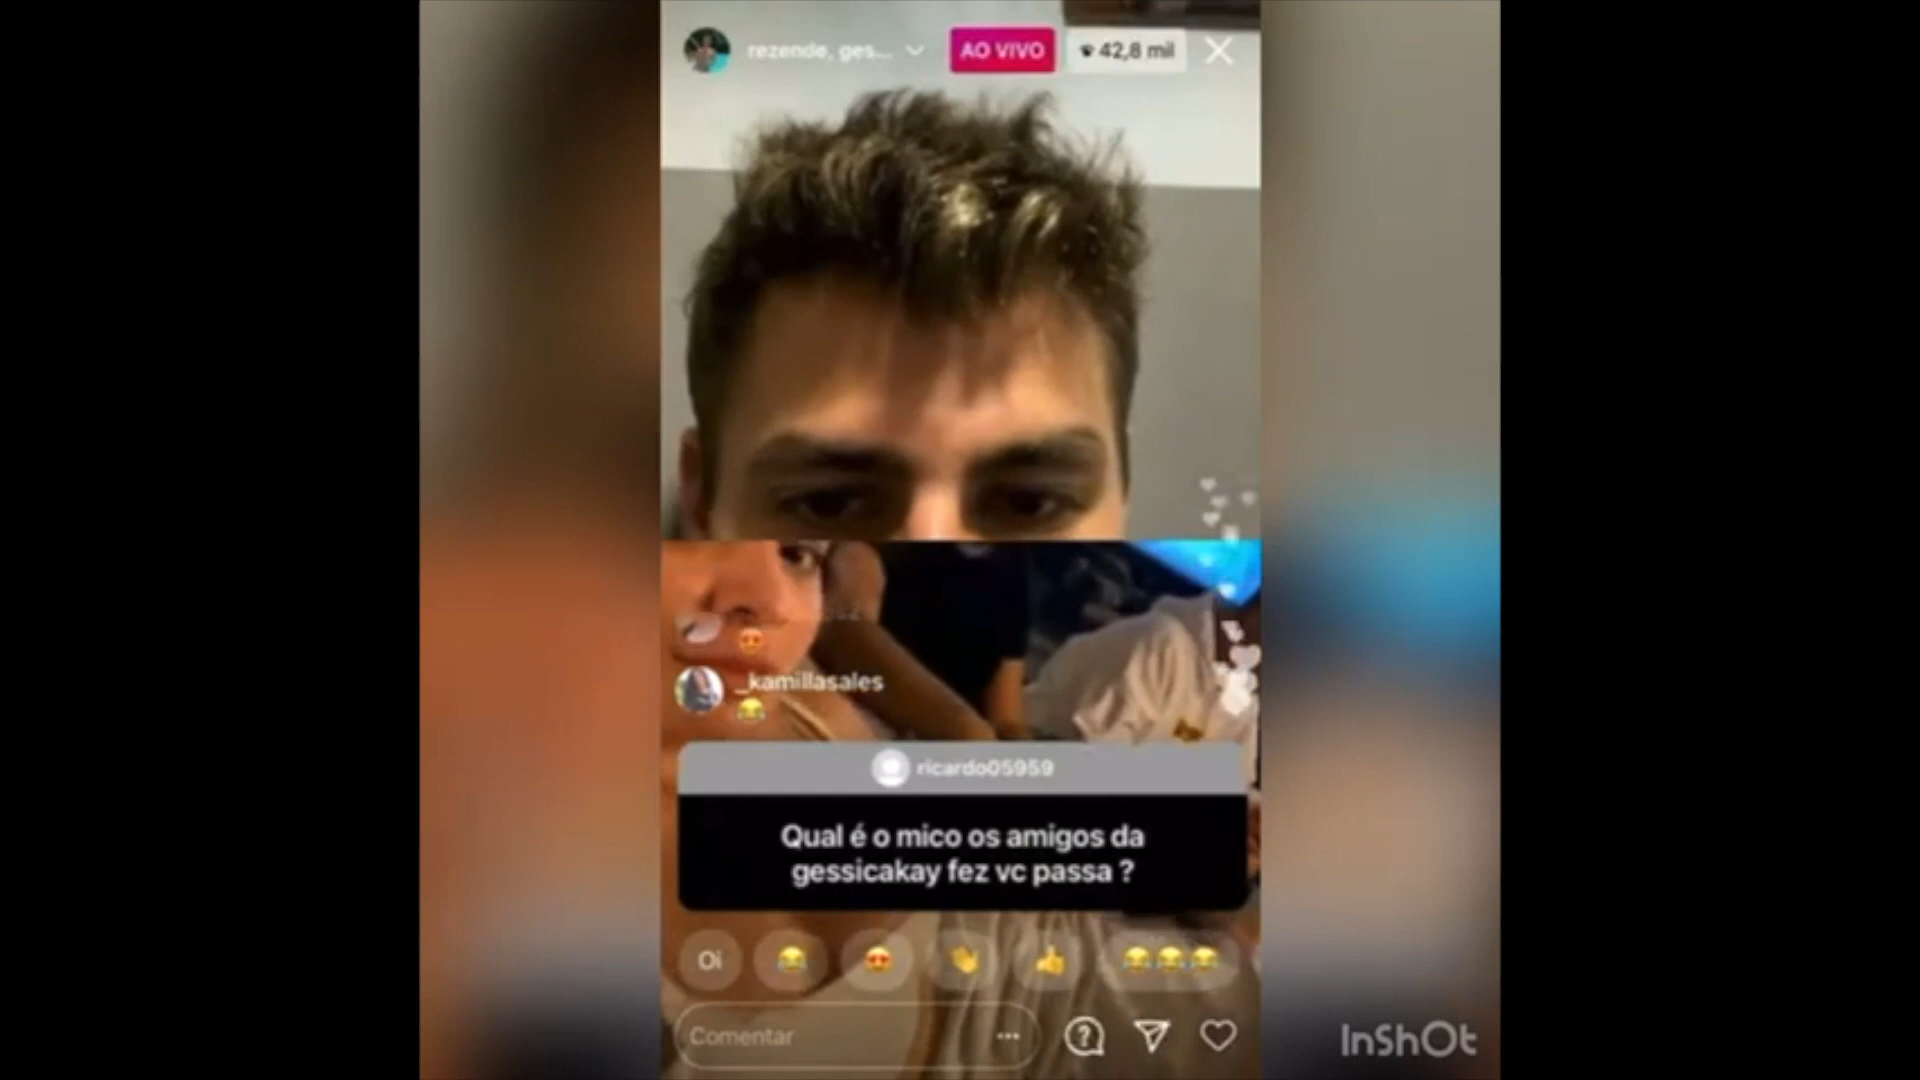 rezende, ges...
AO VIVO
42,8 mil
_kamillasales
ricardo05959
Qual é o mico os amigos da
gessicakay fez vc passa ?
Oi
Comentar
InShOt